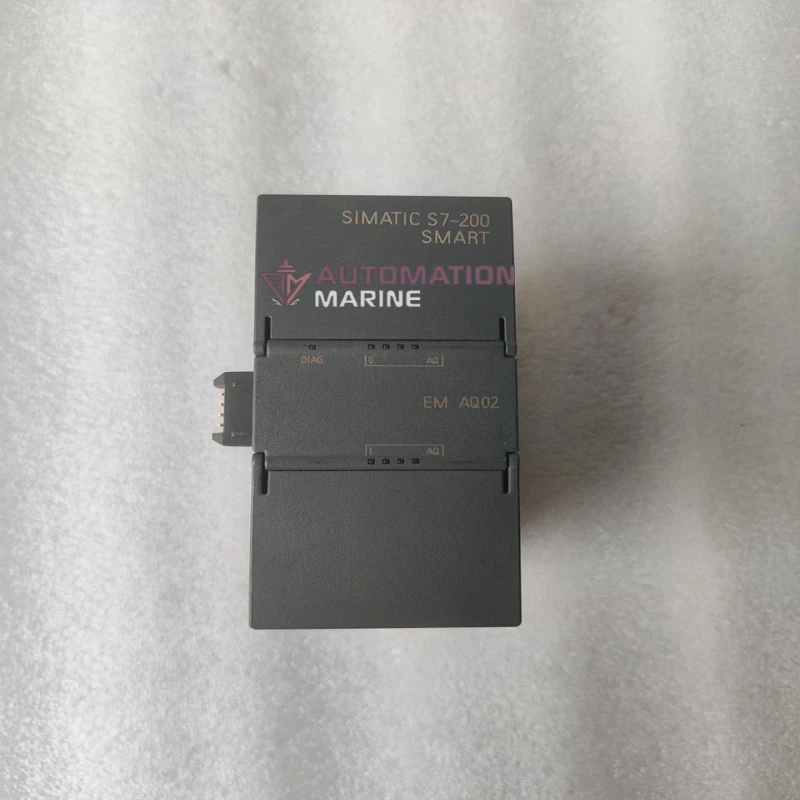 SIMATIC S7-200
SMART
AUTOMATION
MARINE
DIAG
0 AQ
EM AQ02
1 AQ